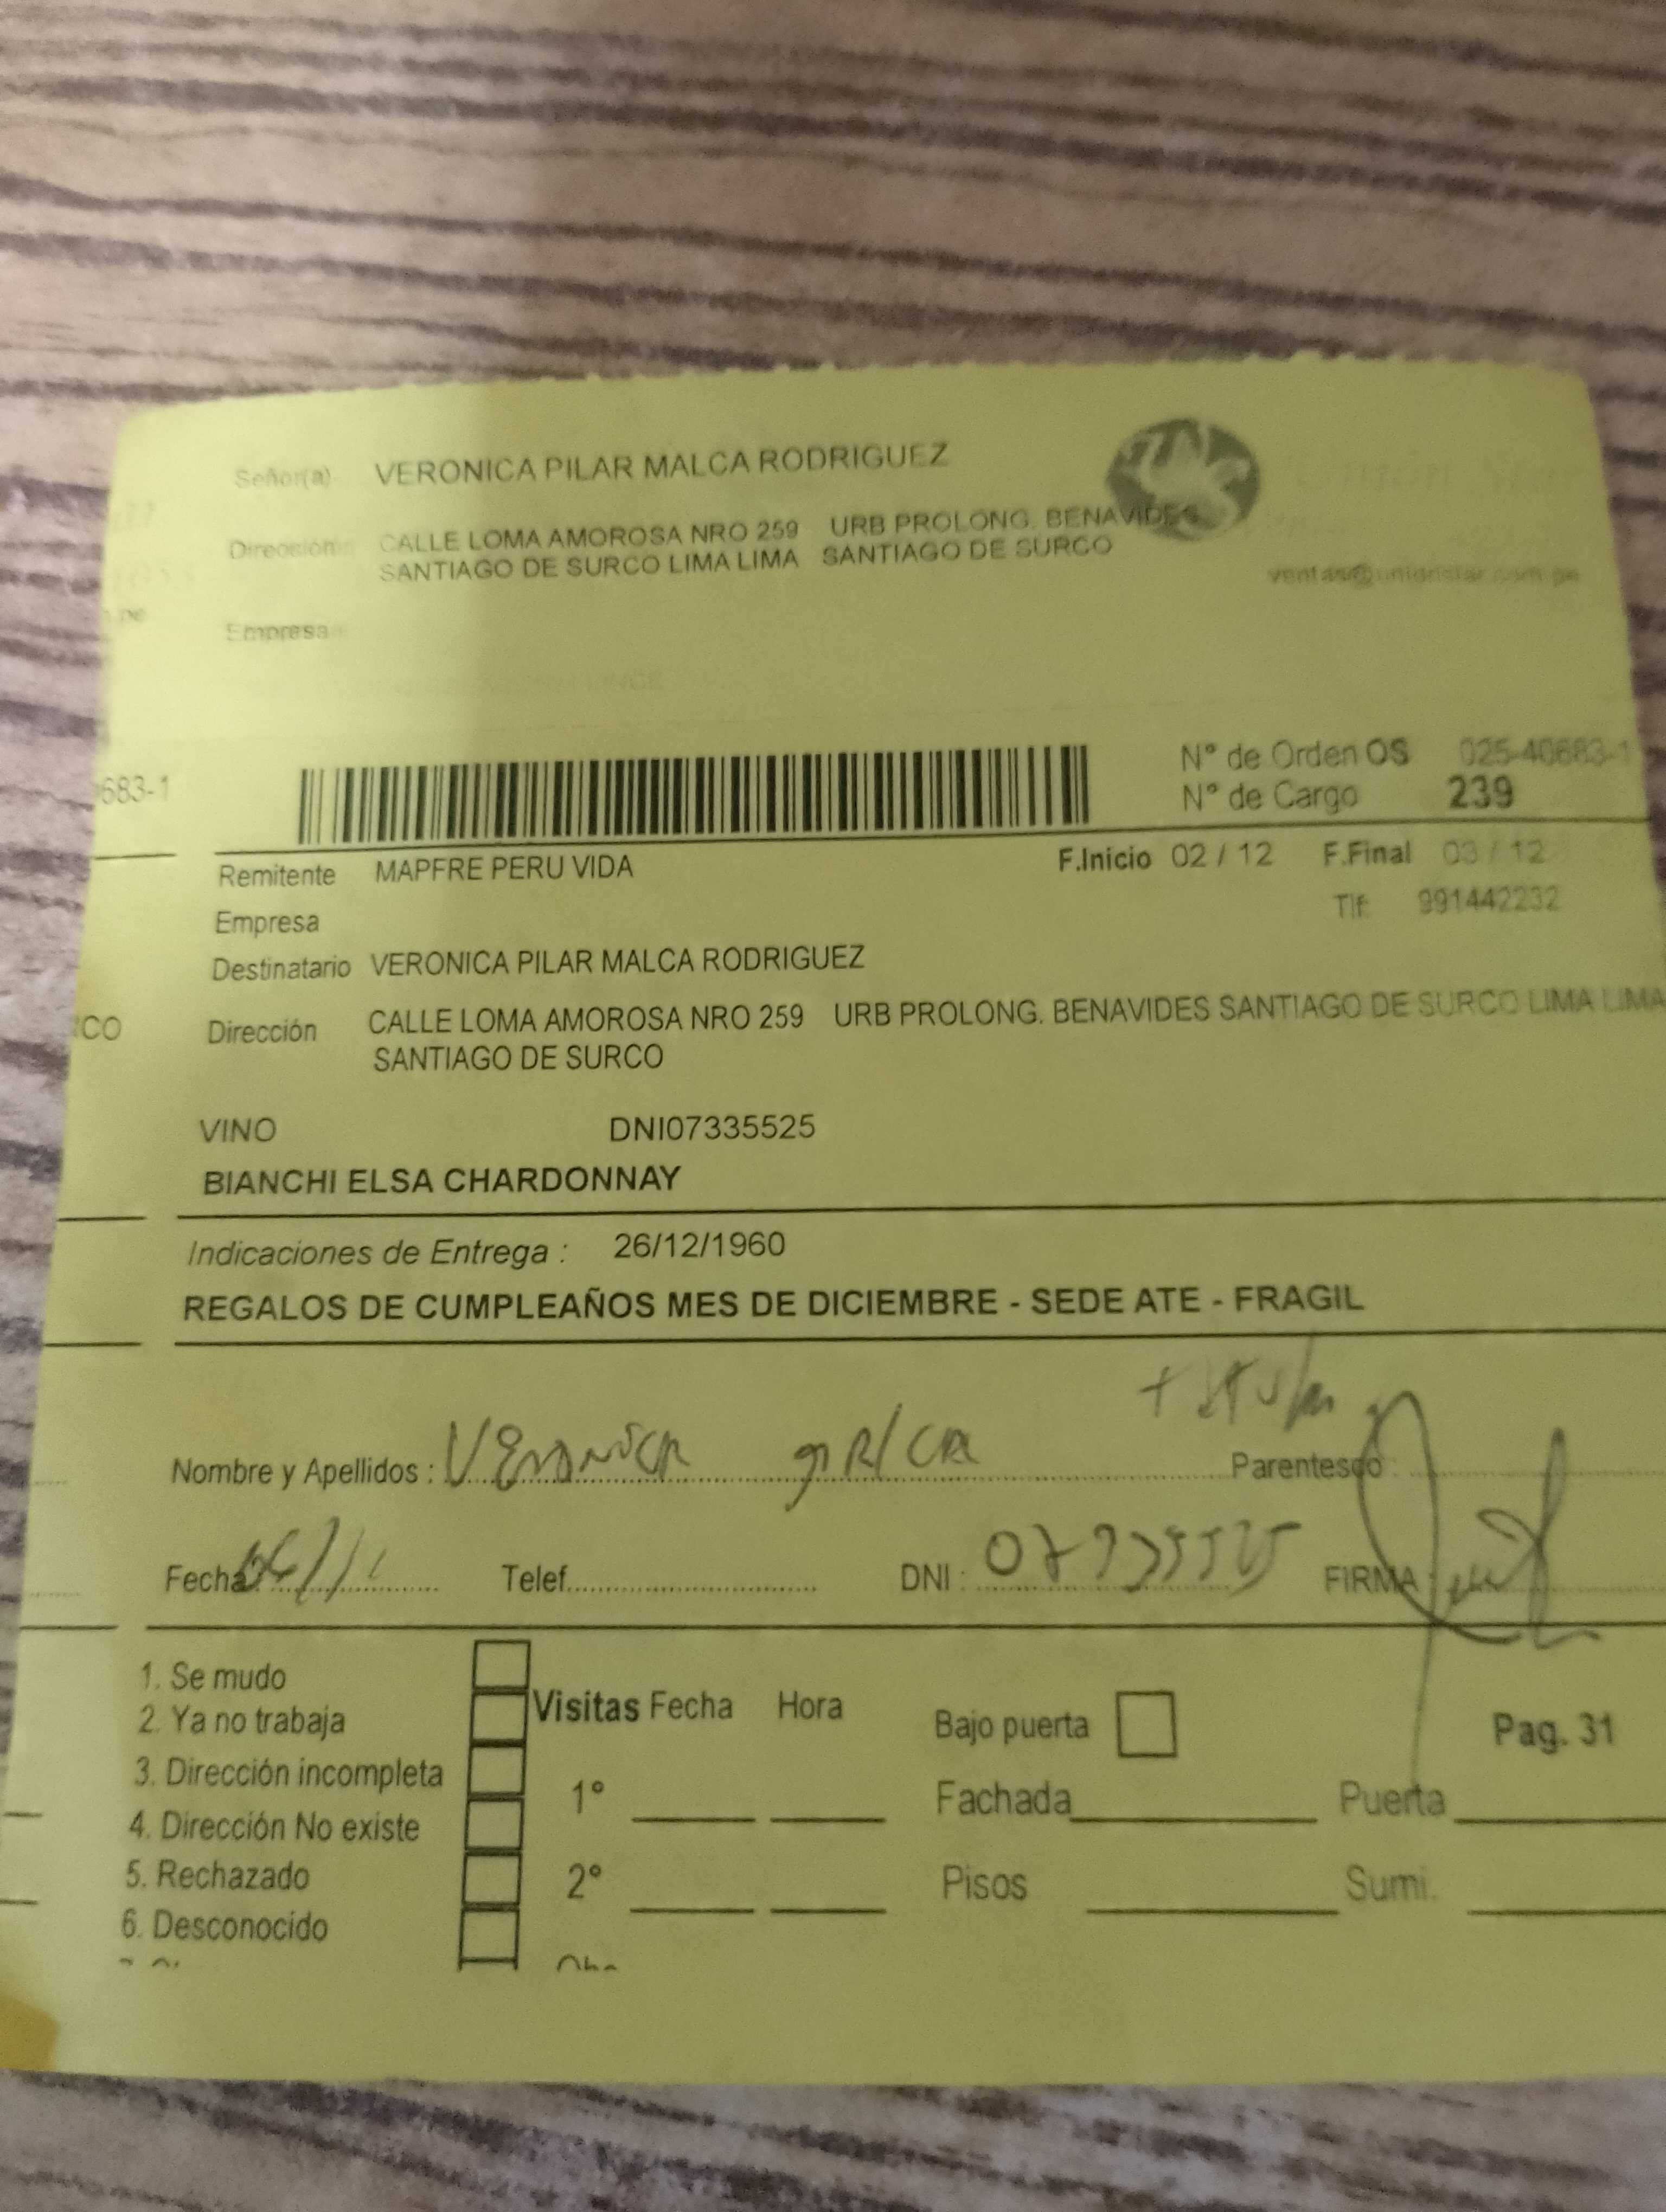 Señor(a) VERONICA PILAR MALCA RODRIGUEZ
Dirección CALLE LOMA AMOROSA NRO 259 URB PROLONG. BENAVIDES
SANTIAGO DE SURCO LIMA LIMA SANTIAGO DE SURCO
ventas@unionstar.com.pe
Empresa
683-1
N° de Orden OS 025-40683-1
N° de Cargo 239
Remitente MAPFRE PERU VIDA F.Inicio 02 / 12 F.Final 03 / 12
Empresa Tlf: 991442232
Destinatario VERONICA PILAR MALCA RODRIGUEZ
RCO Dirección CALLE LOMA AMOROSA NRO 259 URB PROLONG. BENAVIDES SANTIAGO DE SURCO LIMA LIMA
SANTIAGO DE SURCO
VINO DNI07335525
BIANCHI ELSA CHARDONNAY
Indicaciones de Entrega : 26/12/1960
REGALOS DE CUMPLEAÑOS MES DE DICIEMBRE - SEDE ATE - FRAGIL
Nombre y Apellidos : Veronica Parentesco
Fecha: Telef. DNI : FIRMA
1. Se mudo
2. Ya no trabaja
3. Dirección incompleta
4. Dirección No existe
5. Rechazado
6. Desconocido
Visitas Fecha Hora
1°
2°
Bajo puerta Pag. 31
Fachada Puerta
Pisos Sumi.